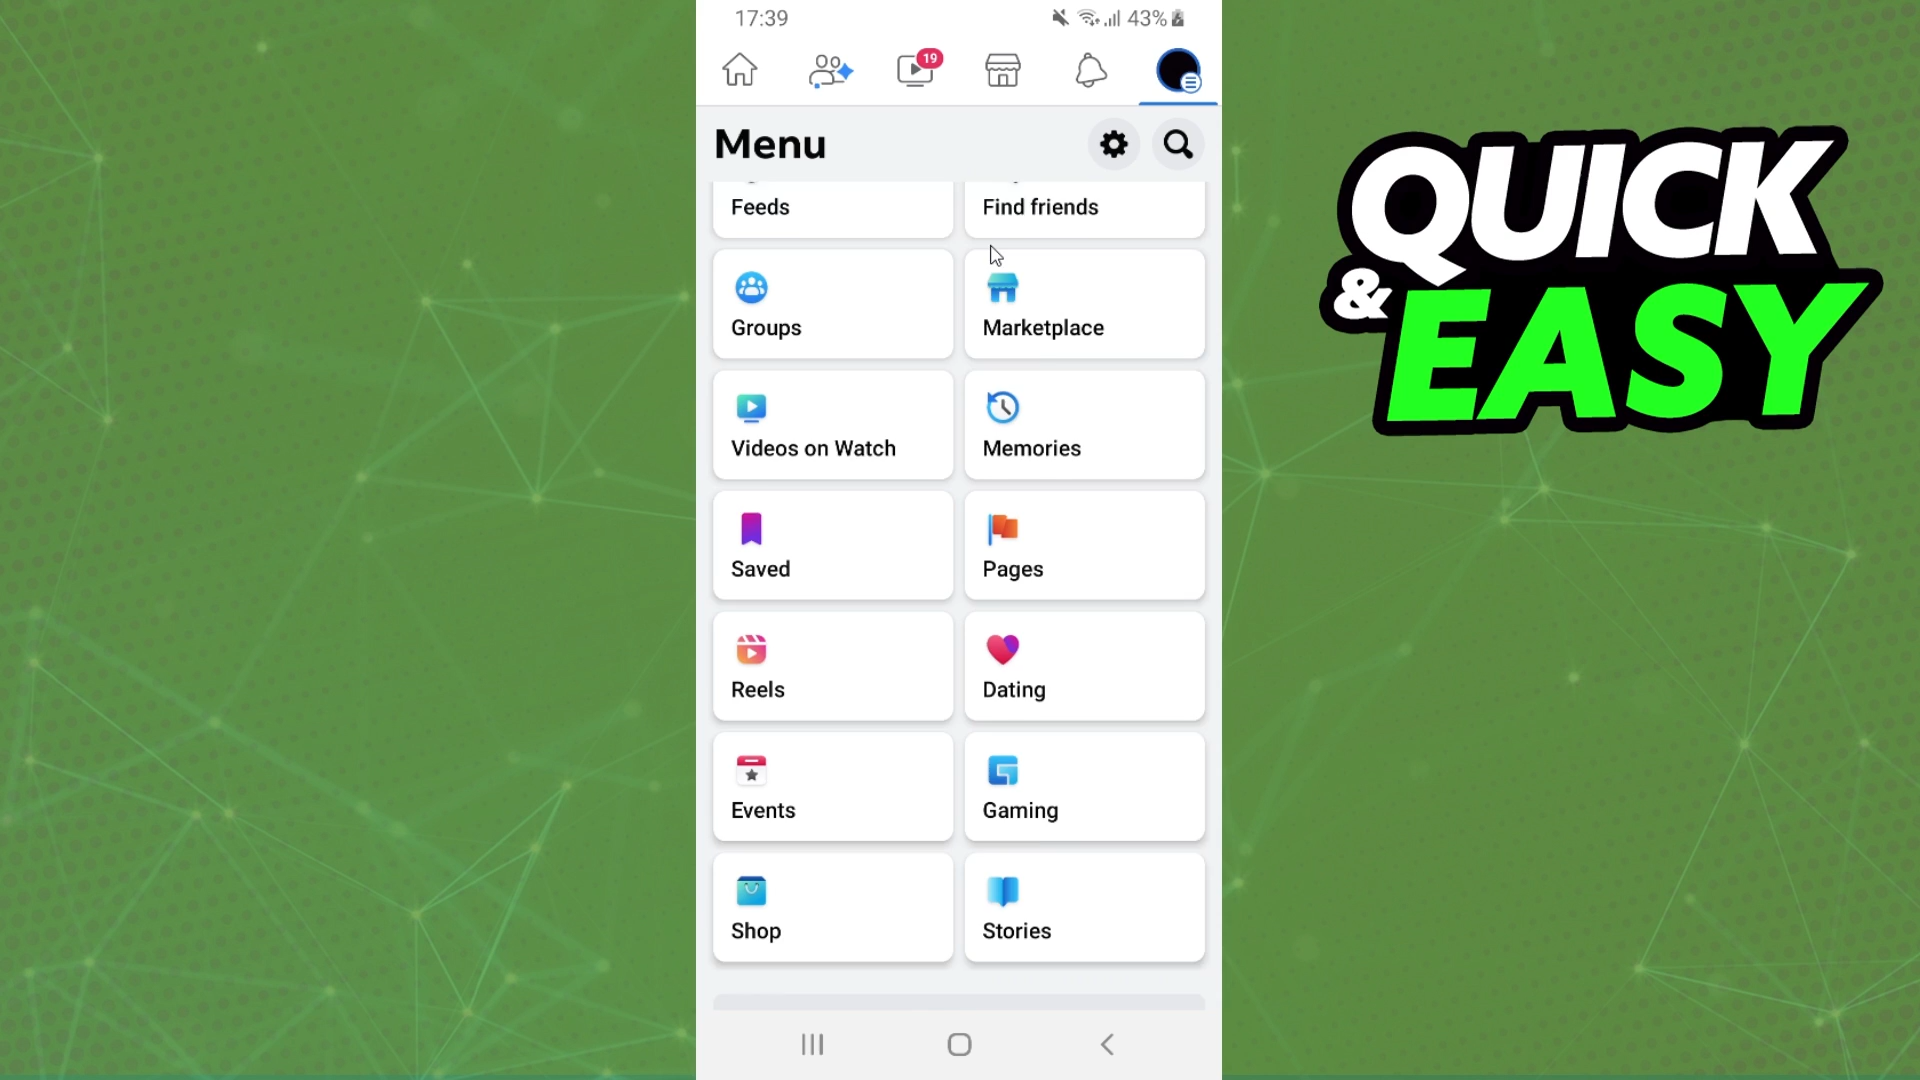 17:39
43%
19
Menu
Feeds
Find friends
Groups
Marketplace
Videos on Watch
Memories
Saved
Pages
Reels
Dating
Events
Gaming
Shop
Stories
QUICK
& EASY